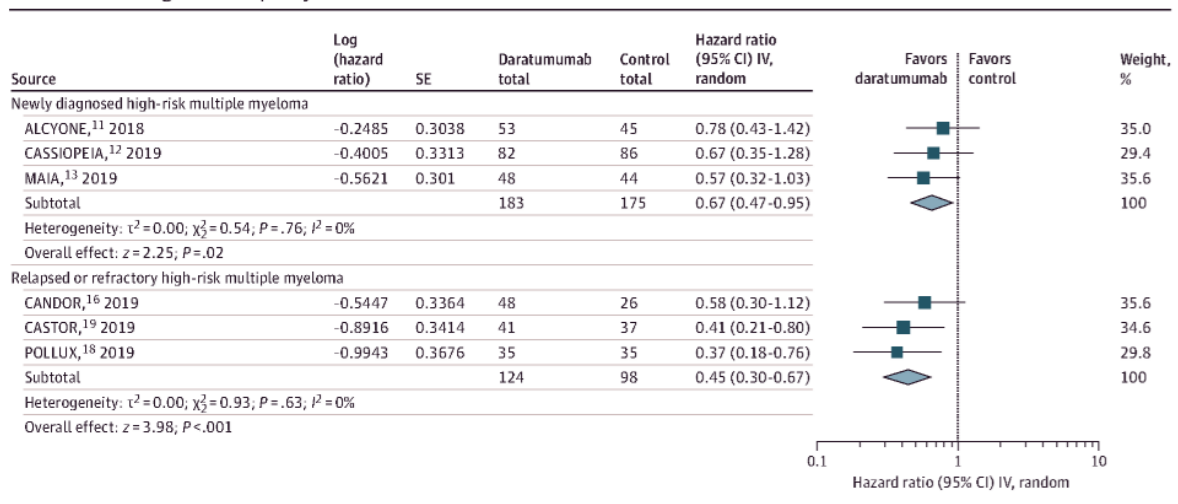 Source Log (hazard ratio) SE Daratumumab total Control total Hazard ratio (95% CI) IV, random Favors daratumumab Favors control Weight, %
Newly diagnosed high-risk multiple myeloma
ALCYONE,11 2018 -0.2485 0.3038 53 45 0.78 (0.43-1.42) 35.0
CASSIOPEIA,12 2019 -0.4005 0.3313 82 86 0.67 (0.35-1.28) 29.4
MAIA,13 2019 -0.5621 0.301 48 44 0.57 (0.32-1.03) 35.6
Subtotal 183 175 0.67 (0.47-0.95) 100
Heterogeneity: τ2 = 0.00; χ22 = 0.54; P = .76; I2 = 0%
Overall effect: z = 2.25; P = .02
Relapsed or refractory high-risk multiple myeloma
CANDOR,16 2019 -0.5447 0.3364 48 26 0.58 (0.30-1.12) 35.6
CASTOR,19 2019 -0.8916 0.3414 41 37 0.41 (0.21-0.80) 34.6
POLLUX,18 2019 -0.9943 0.3676 35 35 0.37 (0.18-0.76) 29.8
Subtotal 124 98 0.45 (0.30-0.67) 100
Heterogeneity: τ2 = 0.00; χ22 = 0.93; P = .63; I2 = 0%
Overall effect: z = 3.98; P <.001
0.1 1 10
Hazard ratio (95% CI) IV, random